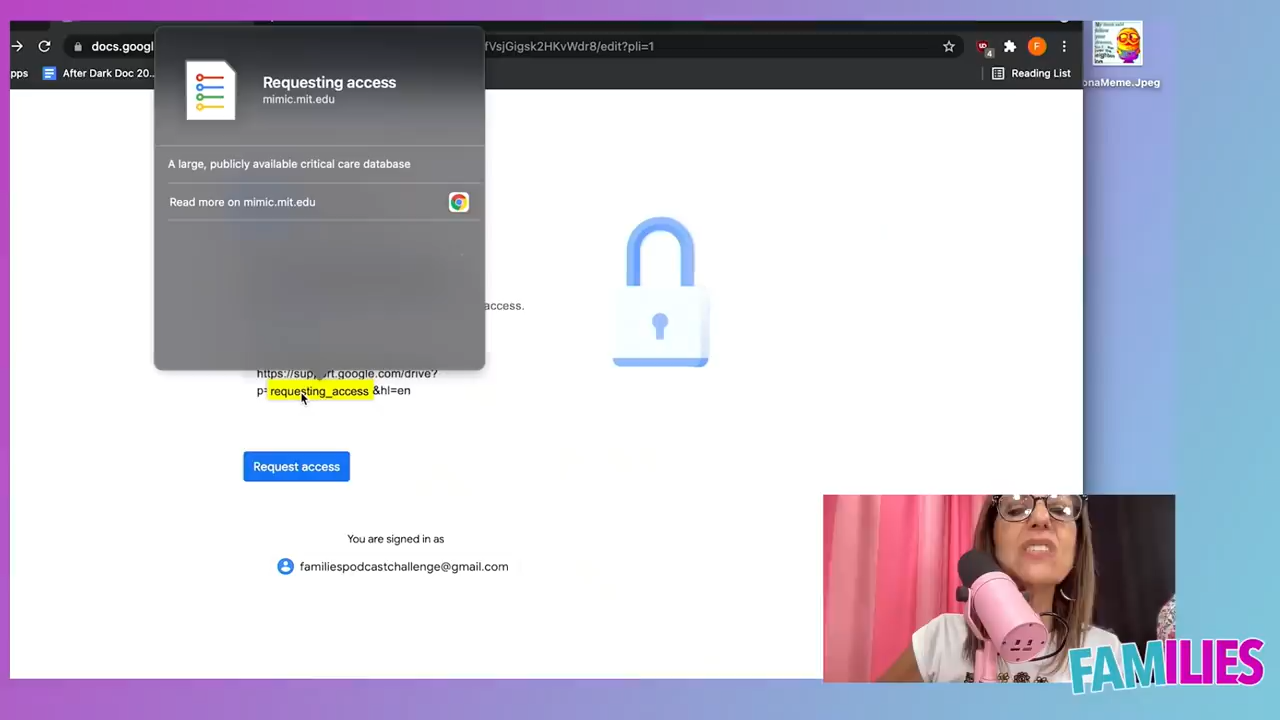 docs.googl
fVsjGigsk2HKvWdr8/edit?pli=1
4
F
pps
After Dark Doc 20...
Reading List
onaMeme.Jpeg
Requesting access
mimic.mit.edu
A large, publicly available critical care database
Read more on mimic.mit.edu
access.
https://support.google.com/drive?
p=requesting_access&hl=en
Request access
You are signed in as
familiespodcastchallenge@gmail.com
FAMILIES